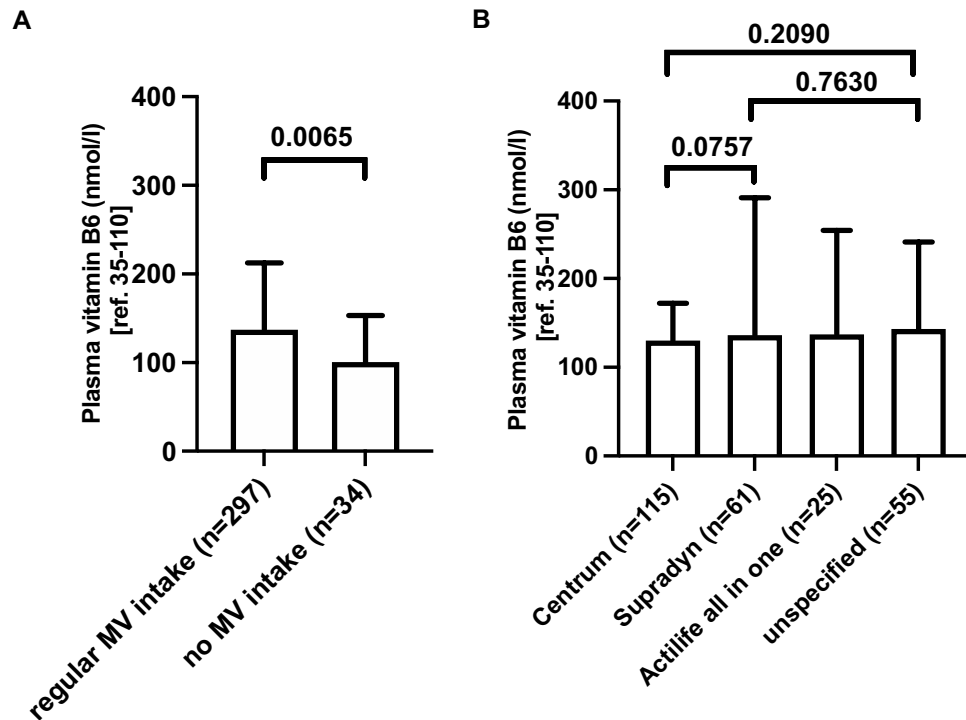 A
Plasma vitamin B6 (nmol/l)
[ref. 35-110]
400
300
200
100
0
0.0065
regular MV intake (n=297)
no MV intake (n=34)
B
Plasma vitamin B6 (nmol/l)
[ref. 35-110]
400
300
200
100
0
0.2090
0.7630
0.0757
Centrum (n=115)
Supradyn (n=61)
Actilife all in one (n=25)
unspecified (n=55)